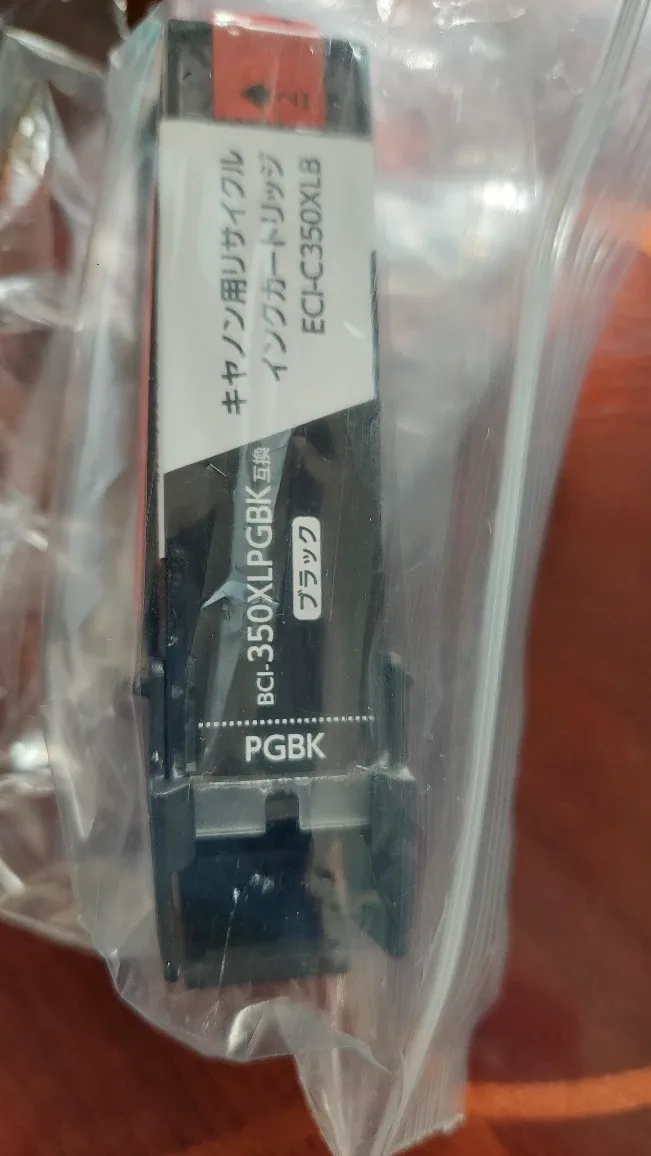 2
キヤノン用リサイクル
インクカートリッジ
ECI-C350XLB
BCI-350XLPGBK 互換
ブラック
PGBK